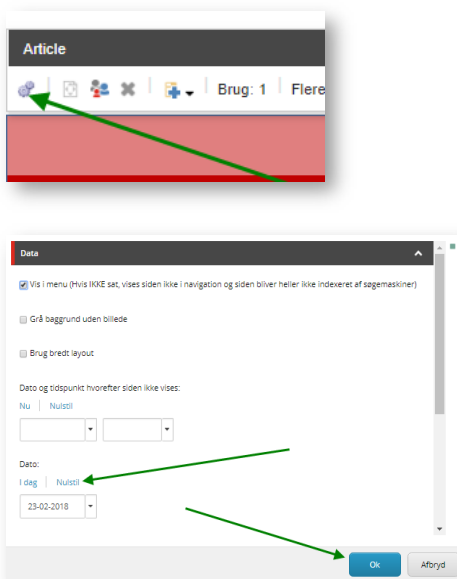 Article
Brug: 1 Flere
Data
Vis i menu (Hvis IKKE sat, vises siden ikke i navigation og siden bliver heller ikke indexeret af søgemaskiner)
Grå baggrund uden billede
Brug bredt layout
Dato og tidspunkt hvorefter siden ikke vises:
Nu Nulstil
Dato:
I dag Nulstil
23-02-2018
Ok Afbryd